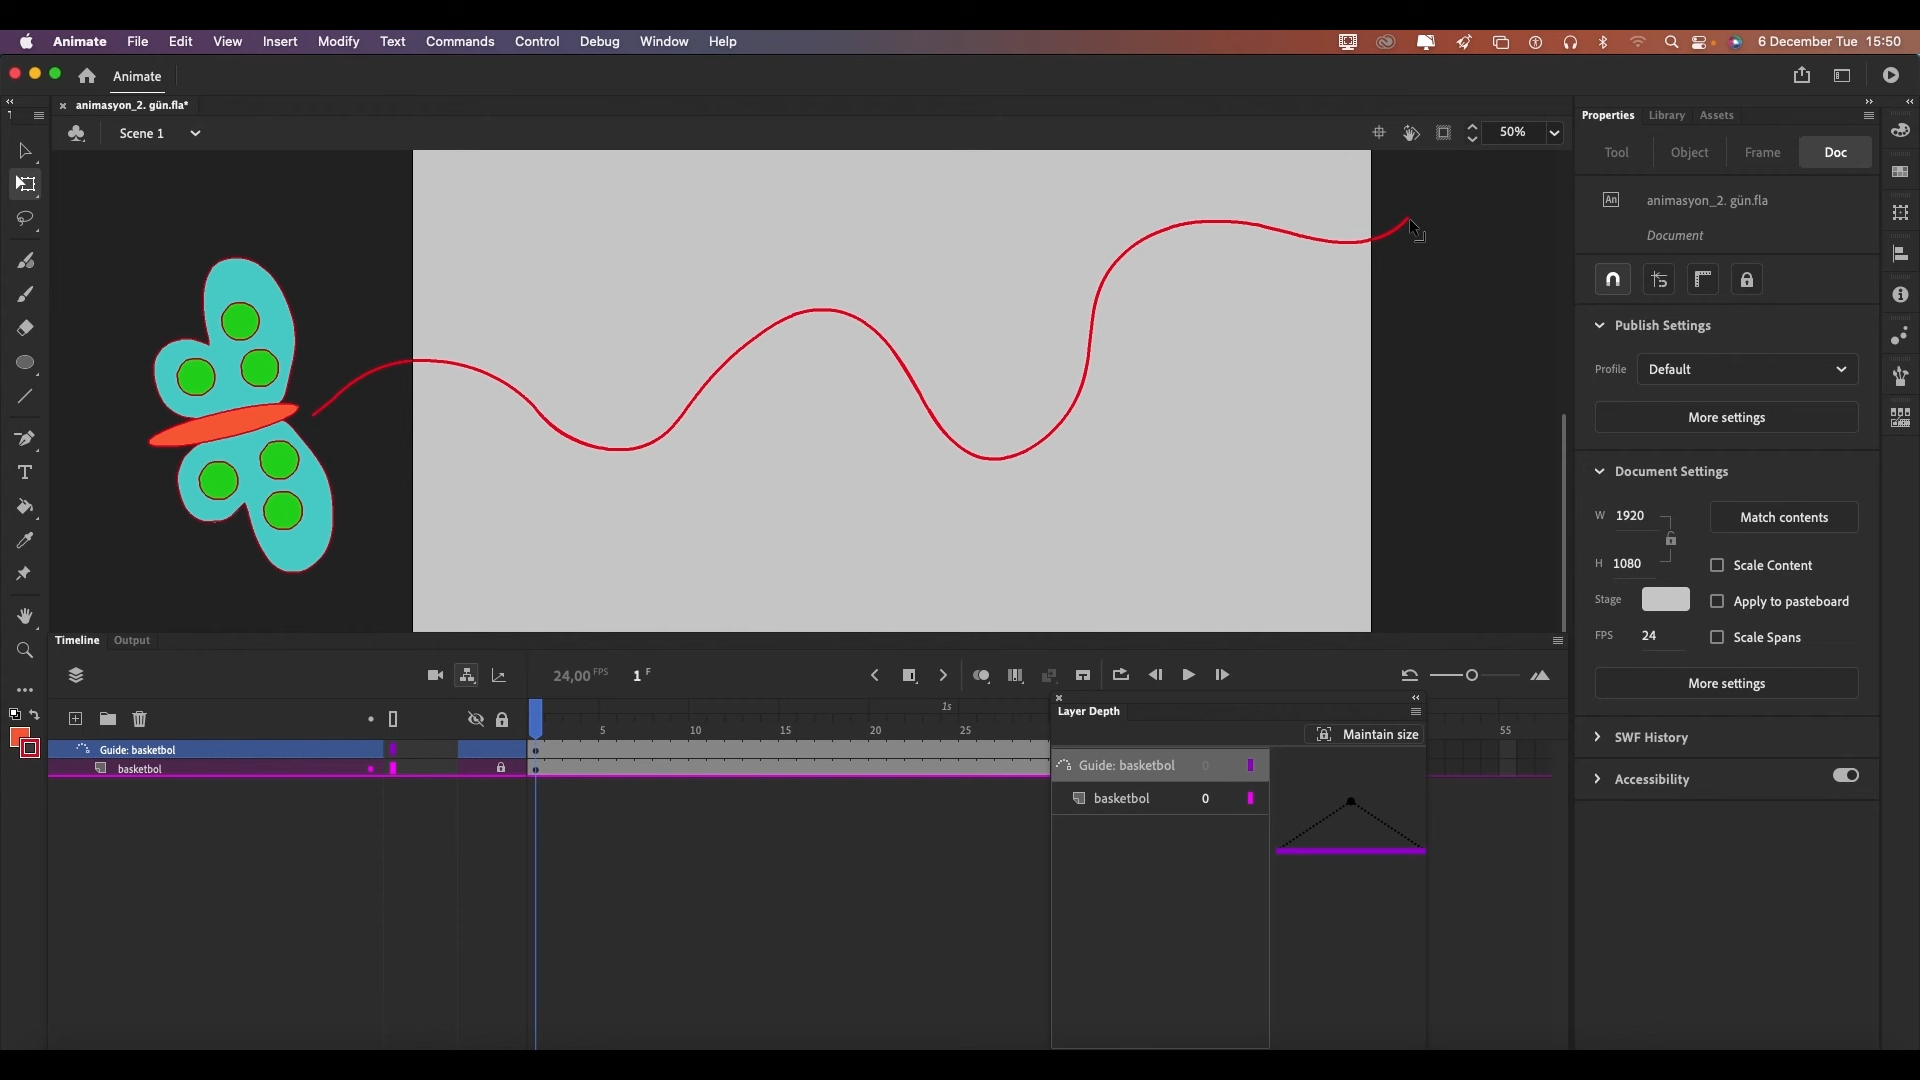 Animate File Edit View Insert Modify Text Commands Control Debug Window Help 6 December Tue 15:50
Animate
animasyon_2. gün.fla*
Scene 1 50%
Properties Library Assets
Tool Object Frame Doc
An animasyon_2. gün.fla
Document
Publish Settings
Profile Default
More settings
Document Settings
W 1920 Match contents
H 1080 Scale Content
Stage Apply to pasteboard
FPS 24 Scale Spans
More settings
SWF History
Accessibility
Timeline Output
24,00 FPS 1 F
1s
5 10 15 20 25 55
Guide: basketbol
basketbol
Layer Depth
Maintain size
Guide: basketbol 0
basketbol 0